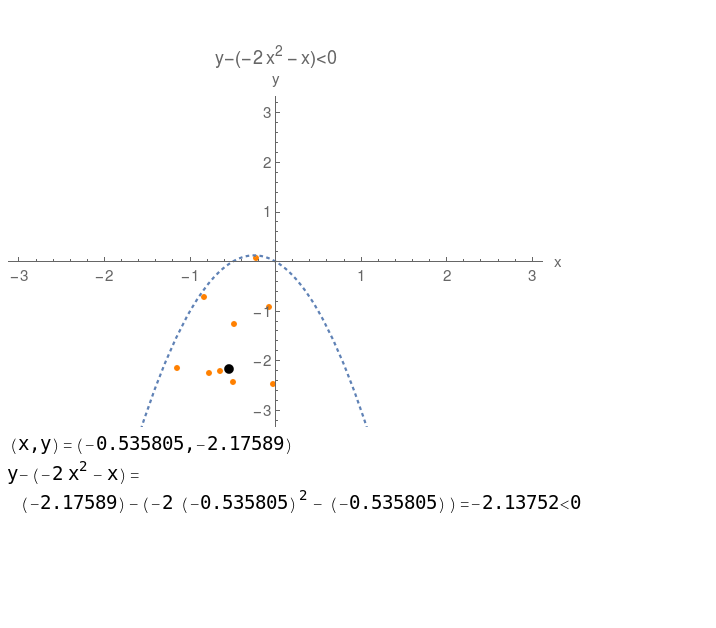 y−(−2 x² − x)<0
y
3
2
1
−3 −2 −1 1 2 3 x
−1
−2
−3
(x,y)=(−0.535805,−2.17589)
y−(−2 x² − x)=
(−2.17589)−(−2 (−0.535805)² − (−0.535805))=−2.13752<0